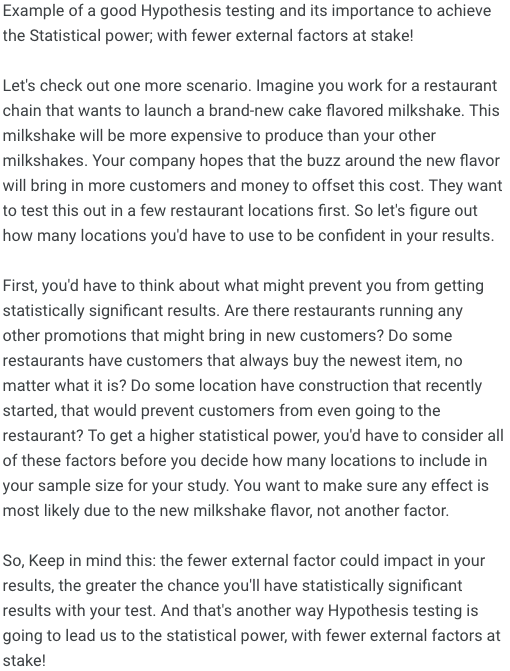 Example of a good Hypothesis testing and its importance to achieve
the Statistical power; with fewer external factors at stake!
Let's check out one more scenario. Imagine you work for a restaurant
chain that wants to launch a brand-new cake flavored milkshake. This
milkshake will be more expensive to produce than your other
milkshakes. Your company hopes that the buzz around the new flavor
will bring in more customers and money to offset this cost. They want
to test this out in a few restaurant locations first. So let's figure out
how many locations you'd have to use to be confident in your results.
First, you'd have to think about what might prevent you from getting
statistically significant results. Are there restaurants running any
other promotions that might bring in new customers? Do some
restaurants have customers that always buy the newest item, no
matter what it is? Do some location have construction that recently
started, that would prevent customers from even going to the
restaurant? To get a higher statistical power, you'd have to consider all
of these factors before you decide how many locations to include in
your sample size for your study. You want to make sure any effect is
most likely due to the new milkshake flavor, not another factor.
So, Keep in mind this: the fewer external factor could impact in your
results, the greater the chance you'll have statistically significant
results with your test. And that's another way Hypothesis testing is
going to lead us to the statistical power, with fewer external factors at
stake!